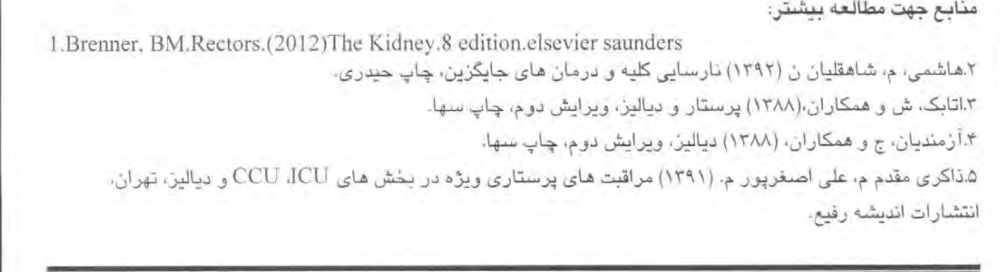 منابع جهت مطالعه بیشتر:
1.Brenner, BM.Rectors.(2012)The Kidney.8 edition.elsevier saunders
۲.هاشمی، م، شاهقلیان ن (۱۳۹۲) نارسایی کلیه و درمان های جایگزین، چاپ حیدری.
۳.اتابک، ش و همکاران،(۱۳۸۸) پرستار و دیالیز، ویرایش دوم، چاپ سها.
۴.آزمندیان، ج و همکاران، (۱۳۸۸) دیالیز، ویرایش دوم، چاپ سها.
۵.ذاکری مقدم م، علی اصغرپور م. (۱۳۹۱) مراقبت های پرستاری ویژه در بخش های CCU ،ICU و دیالیز، تهران،
انتشارات اندیشه رفیع.